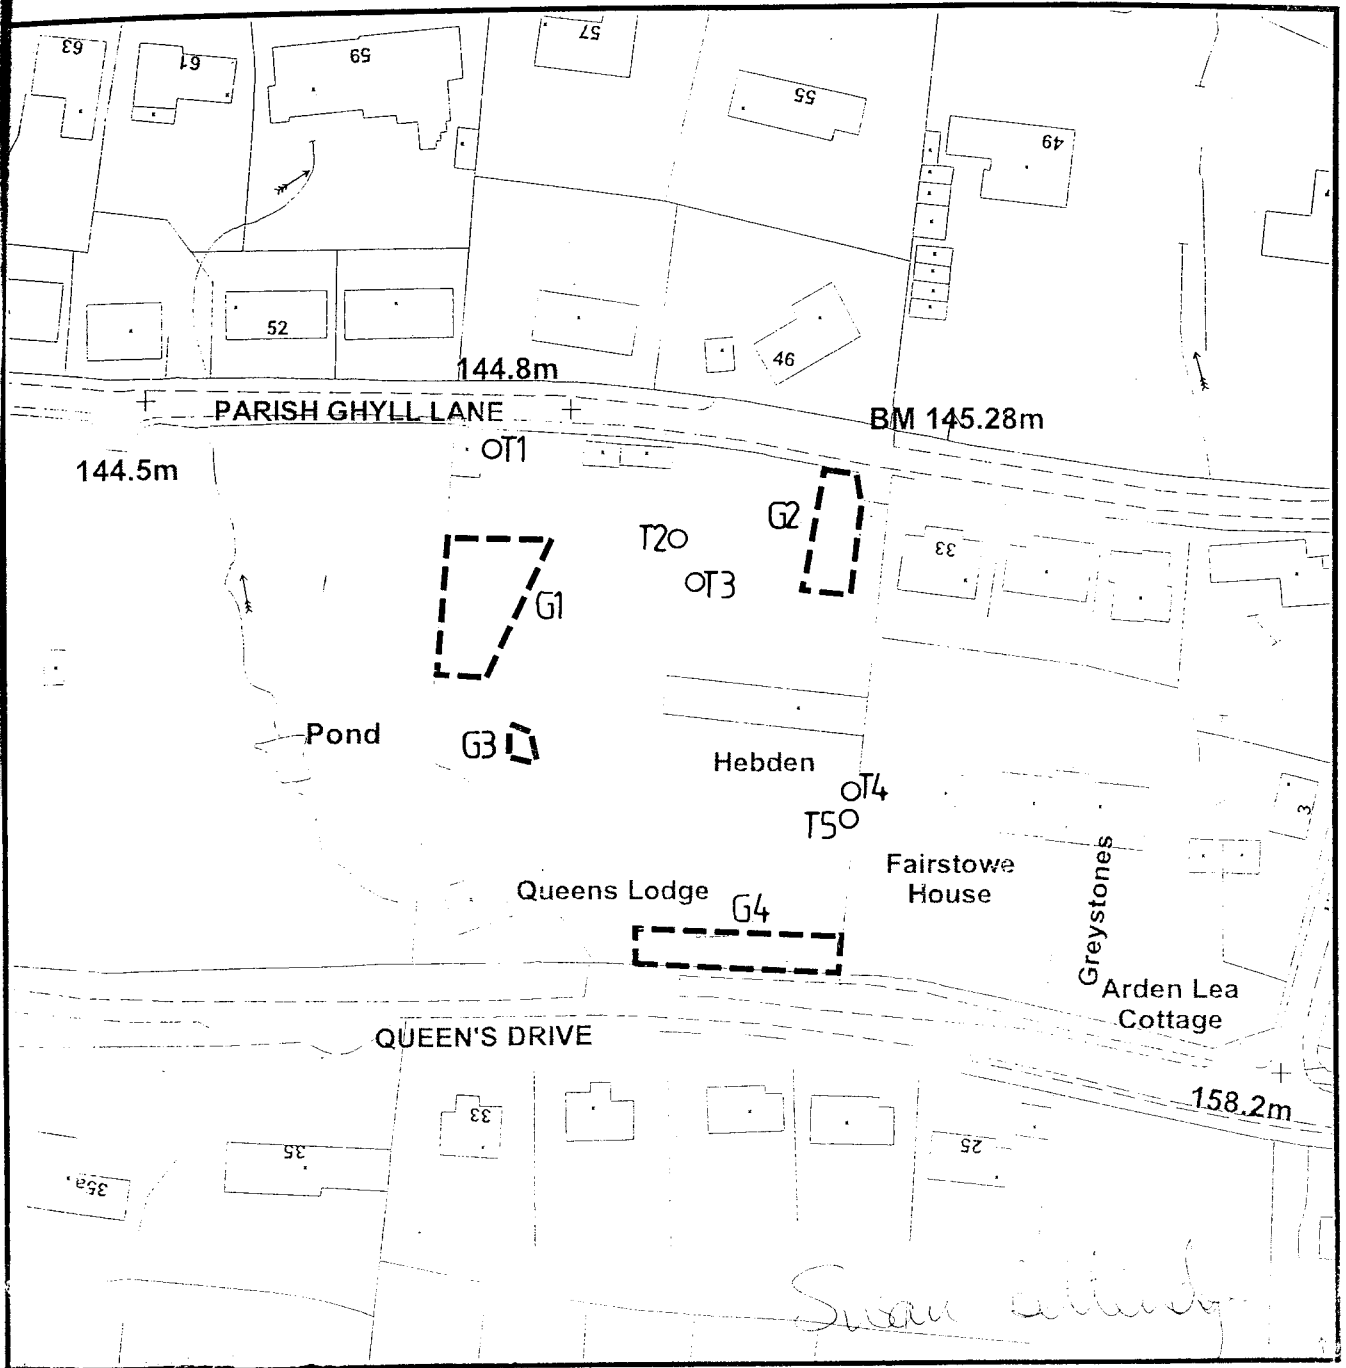 63
61
59
57
55
49
52
46
144.8m
PARISH GHYLL LANE
BM 145.28m
144.5m
T1
G2
T2
T3
33
G1
Pond
G3
Hebden
T4
T5
3
Fairstowe
House
Greystones
Queens Lodge
G4
Arden Lea
Cottage
QUEEN'S DRIVE
158.2m
33
35
25
35a
Susan